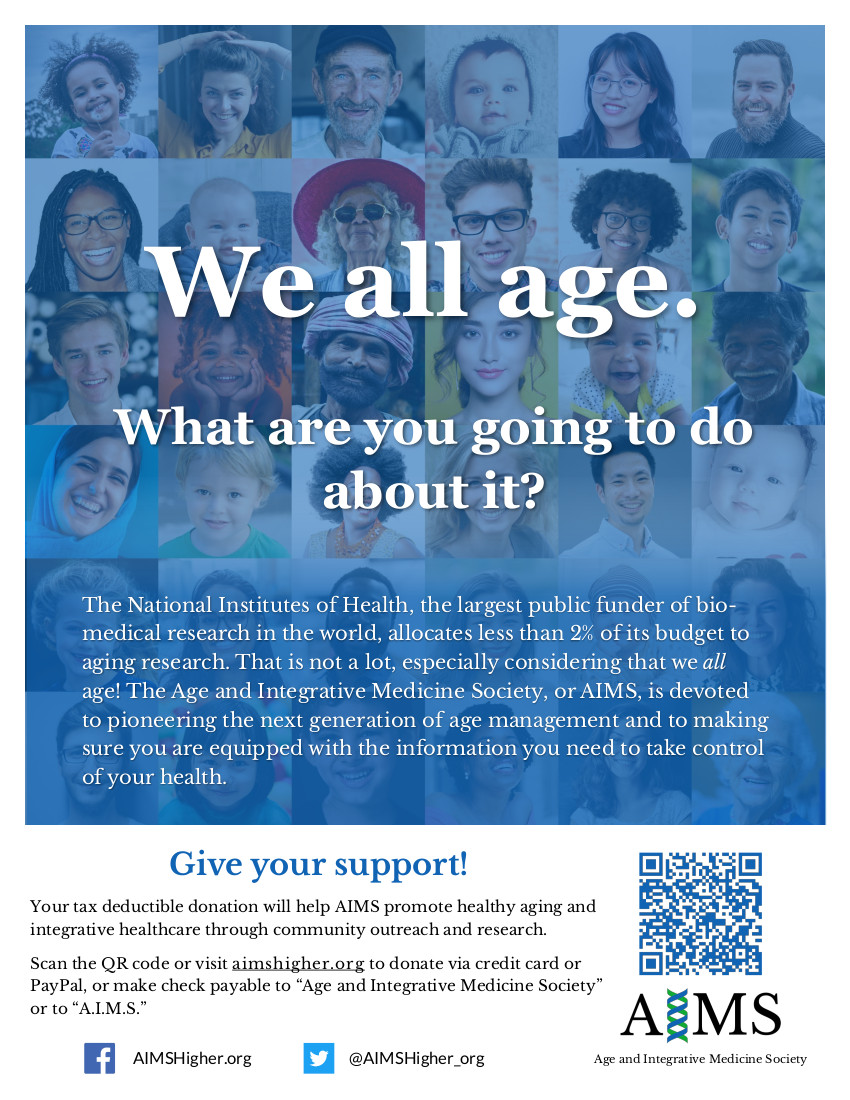 We all age.
What are you going to do
about it?
The National Institutes of Health, the largest public funder of bio-
medical research in the world, allocates less than 2% of its budget to
aging research. That is not a lot, especially considering that we all
age! The Age and Integrative Medicine Society, or AIMS, is devoted
to pioneering the next generation of age management and to making
sure you are equipped with the information you need to take control
of your health.
Give your support!
Your tax deductible donation will help AIMS promote healthy aging and
integrative healthcare through community outreach and research.
Scan the QR code or visit aimshigher.org to donate via credit card or
PayPal, or make check payable to “Age and Integrative Medicine Society”
or to “A.I.M.S.”
AIMSHigher.org
@AIMSHigher_org
AIMS
Age and Integrative Medicine Society